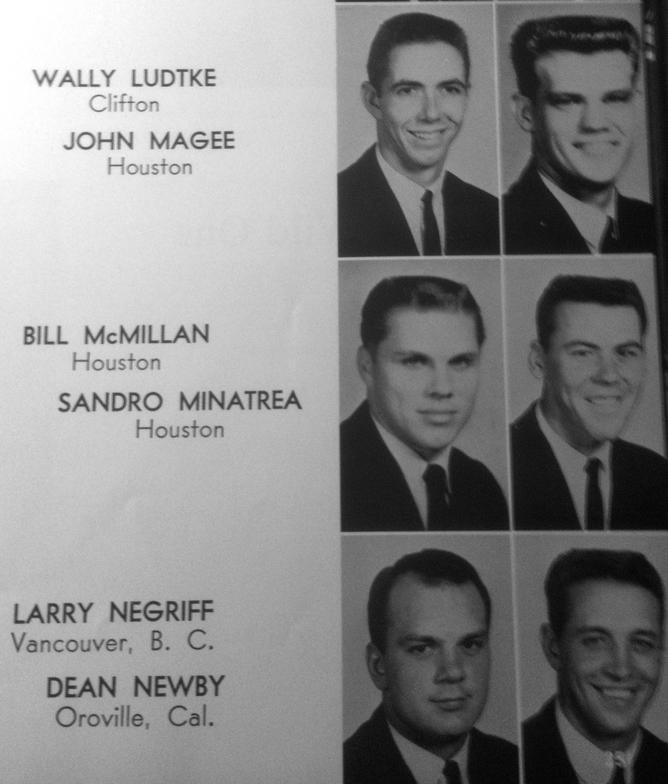 WALLY LUDTKE
Clifton
JOHN MAGEE
Houston
BILL McMILLAN
Houston
SANDRO MINATREA
Houston
LARRY NEGRIFF
Vancouver, B. C.
DEAN NEWBY
Oroville, Cal.